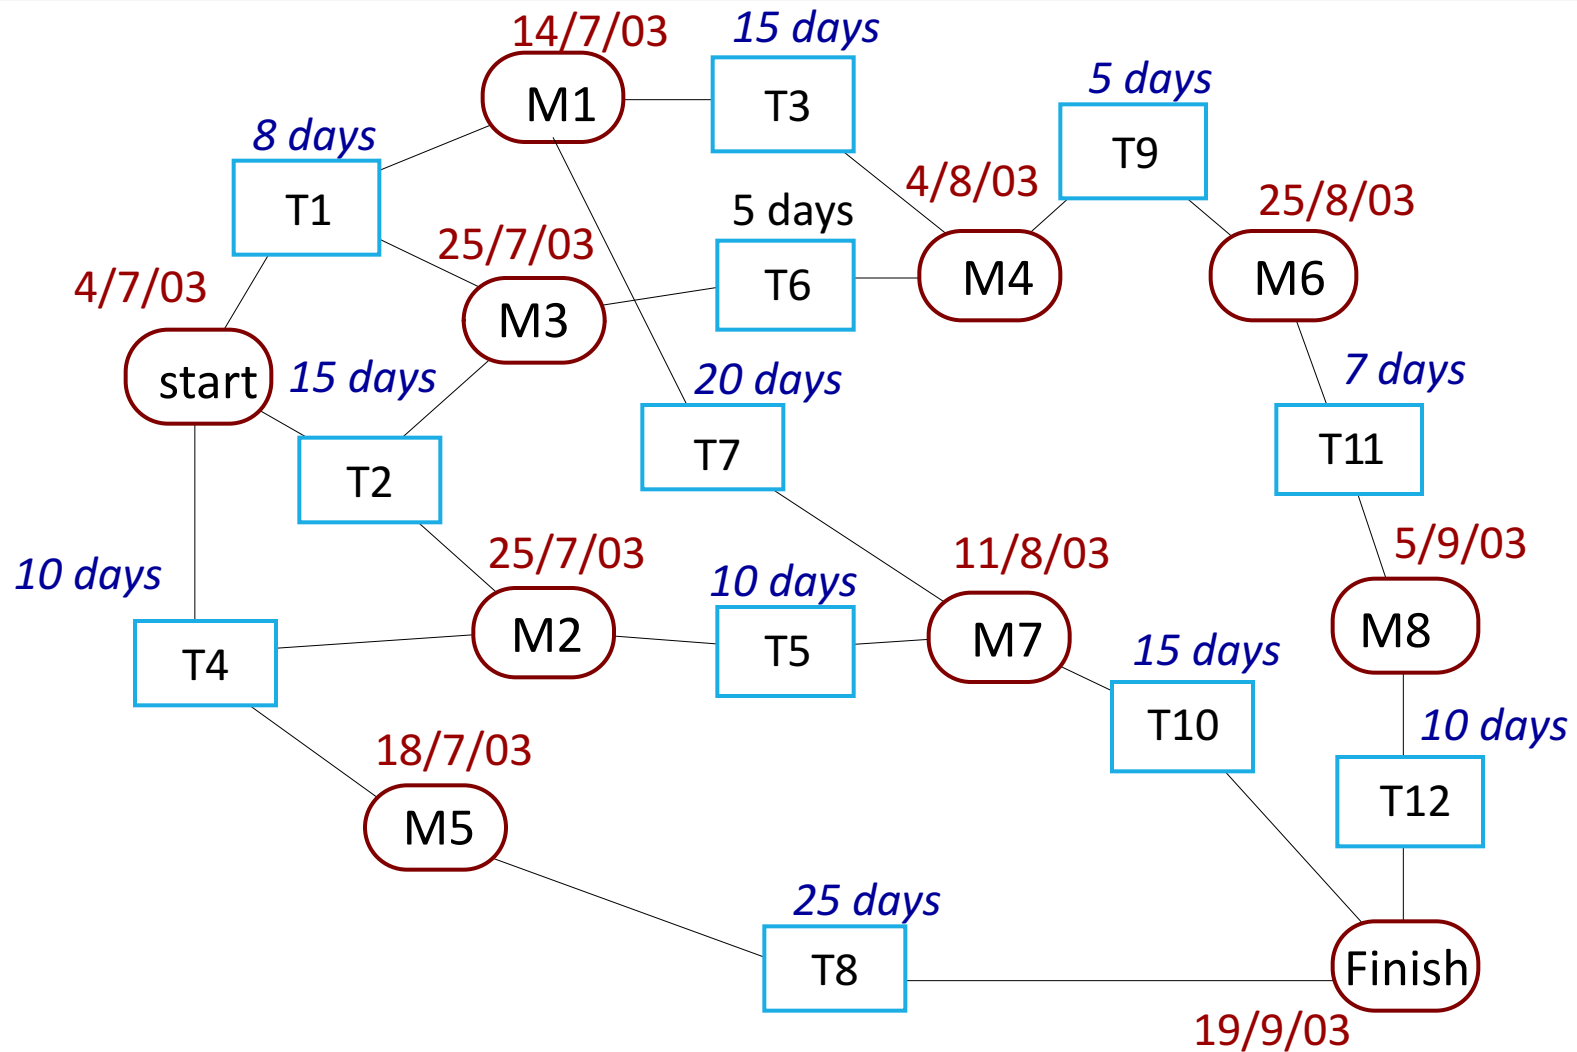 14/7/03
15 days
M1
T3
5 days
8 days
T9
T1
4/8/03
25/8/03
5 days
25/7/03
4/7/03
M3
T6
M4
M6
start
15 days
20 days
7 days
T2
T7
T11
25/7/03
11/8/03
5/9/03
10 days
10 days
M2
T5
M7
M8
T4
15 days
T10
10 days
18/7/03
T12
M5
25 days
T8
Finish
19/9/03